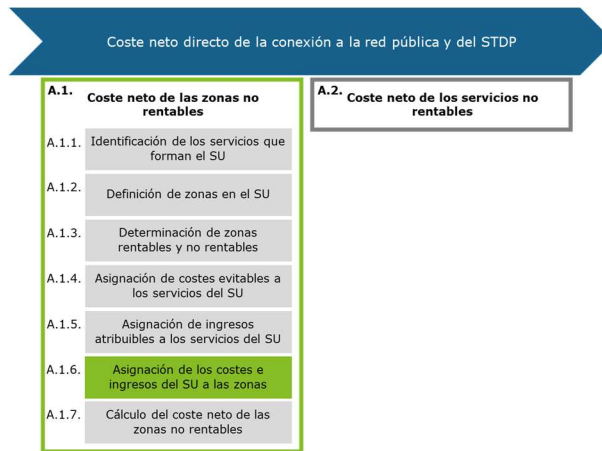 Coste neto directo de la conexión a la red pública y del STDP
A.1.
Coste neto de las zonas no
rentables
A.1.1.
Identificación de los servicios que
forman el SU
A.1.2.
Definición de zonas en el SU
A.1.3.
Determinación de zonas
rentables y no rentables
A.1.4.
Asignación de costes evitables a
los servicios del SU
A.1.5.
Asignación de ingresos
atribuibles a los servicios del SU
A.1.6.
Asignación de los costes e
ingresos del SU a las zonas
A.1.7.
Cálculo del coste neto de las
zonas no rentables
A.2.
Coste neto de los servicios no
rentables